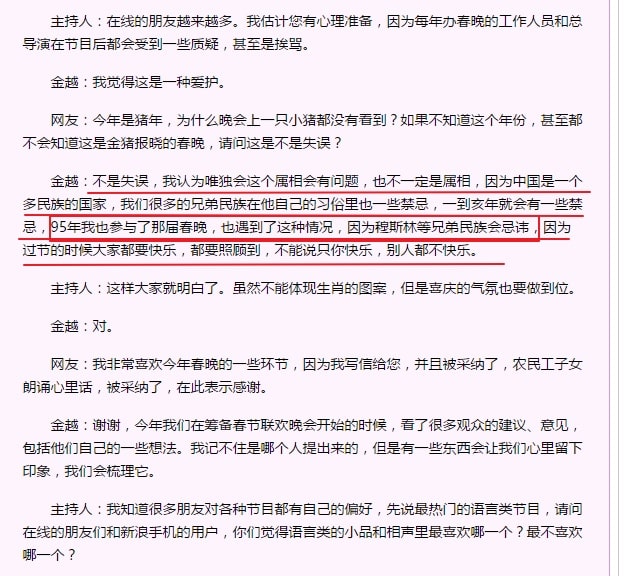 主持人：在线的朋友越来越多。我估计您有心理准备，因为每年办春晚的工作人员和总
导演在节目后都会受到一些质疑，甚至是挨骂。
金越：我觉得这是一种爱护。
网友：今年是猪年，为什么晚会上一只小猪都没有看到？如果不知道这个年份，甚至都
不会知道这是金猪报晓的春晚，请问这是不是失误？
金越：不是失误，我认为唯独会这个属相会有问题，也不一定是属相，因为中国是一个
多民族的国家，我们很多的兄弟民族在他自己的习俗里也一些禁忌，一到亥年就会有一些禁
忌，95年我也参与了那届春晚，也遇到了这种情况，因为穆斯林等兄弟民族会忌讳，因为
过节的时候大家都要快乐，都要照顾到，不能说只你快乐，别人都不快乐。
主持人：这样大家就明白了。虽然不能体现生肖的图案，但是喜庆的气氛也要做到位。
金越：对。
网友：我非常喜欢今年春晚的一些环节，因为我写信给您，并且被采纳了，农民工子女
朗诵心里话，被采纳了，在此表示感谢。
金越：谢谢，今年我们在筹备春节联欢晚会开始的时候，看了很多观众的建议、意见，
包括他们自己的一些想法。我记不住是哪个人提出来的，但是有一些东西会让我们心里留下
印象，我们会梳理它。
主持人：我知道很多朋友对各种节目都有自己的偏好，先说最热门的语言类节目，请问
在线的朋友们和新浪手机的用户，你们觉得语言类的小品和相声里最喜欢哪一个？最不喜欢
哪一个？